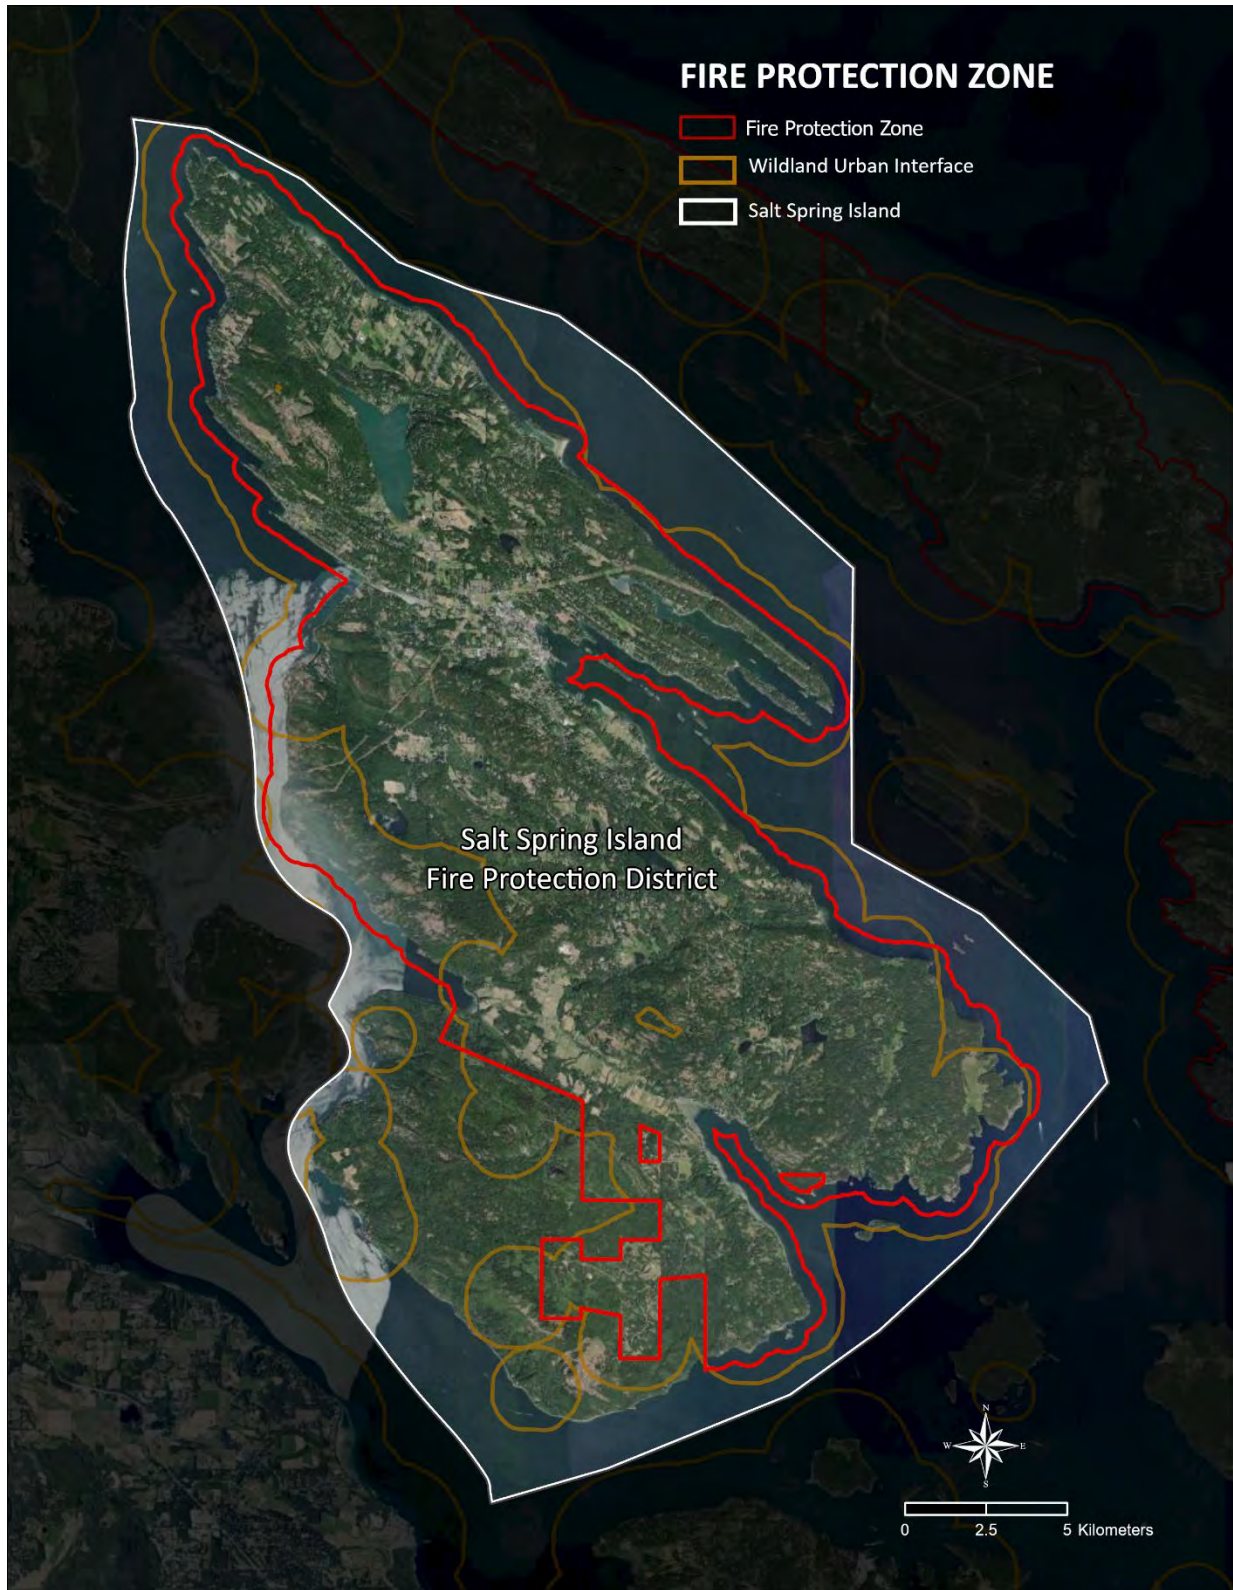 FIRE PROTECTION ZONE
Fire Protection Zone
Wildland Urban Interface
Salt Spring Island
Salt Spring Island
Fire Protection District
N
W E
S
0 2.5 5 Kilometers